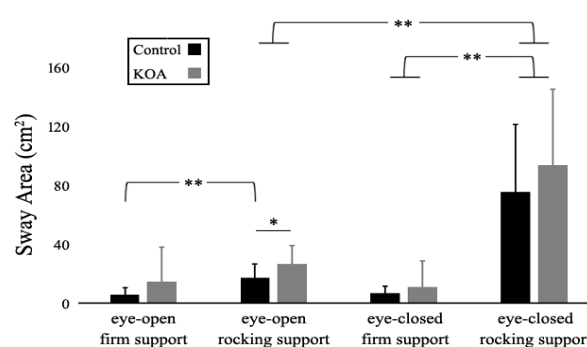 **
Control
KOA
**
160
120
80
40
0
Sway Area (cm²)
**
*
eye-open
firm support
eye-open
rocking support
eye-closed
firm support
eye-closed
rocking support